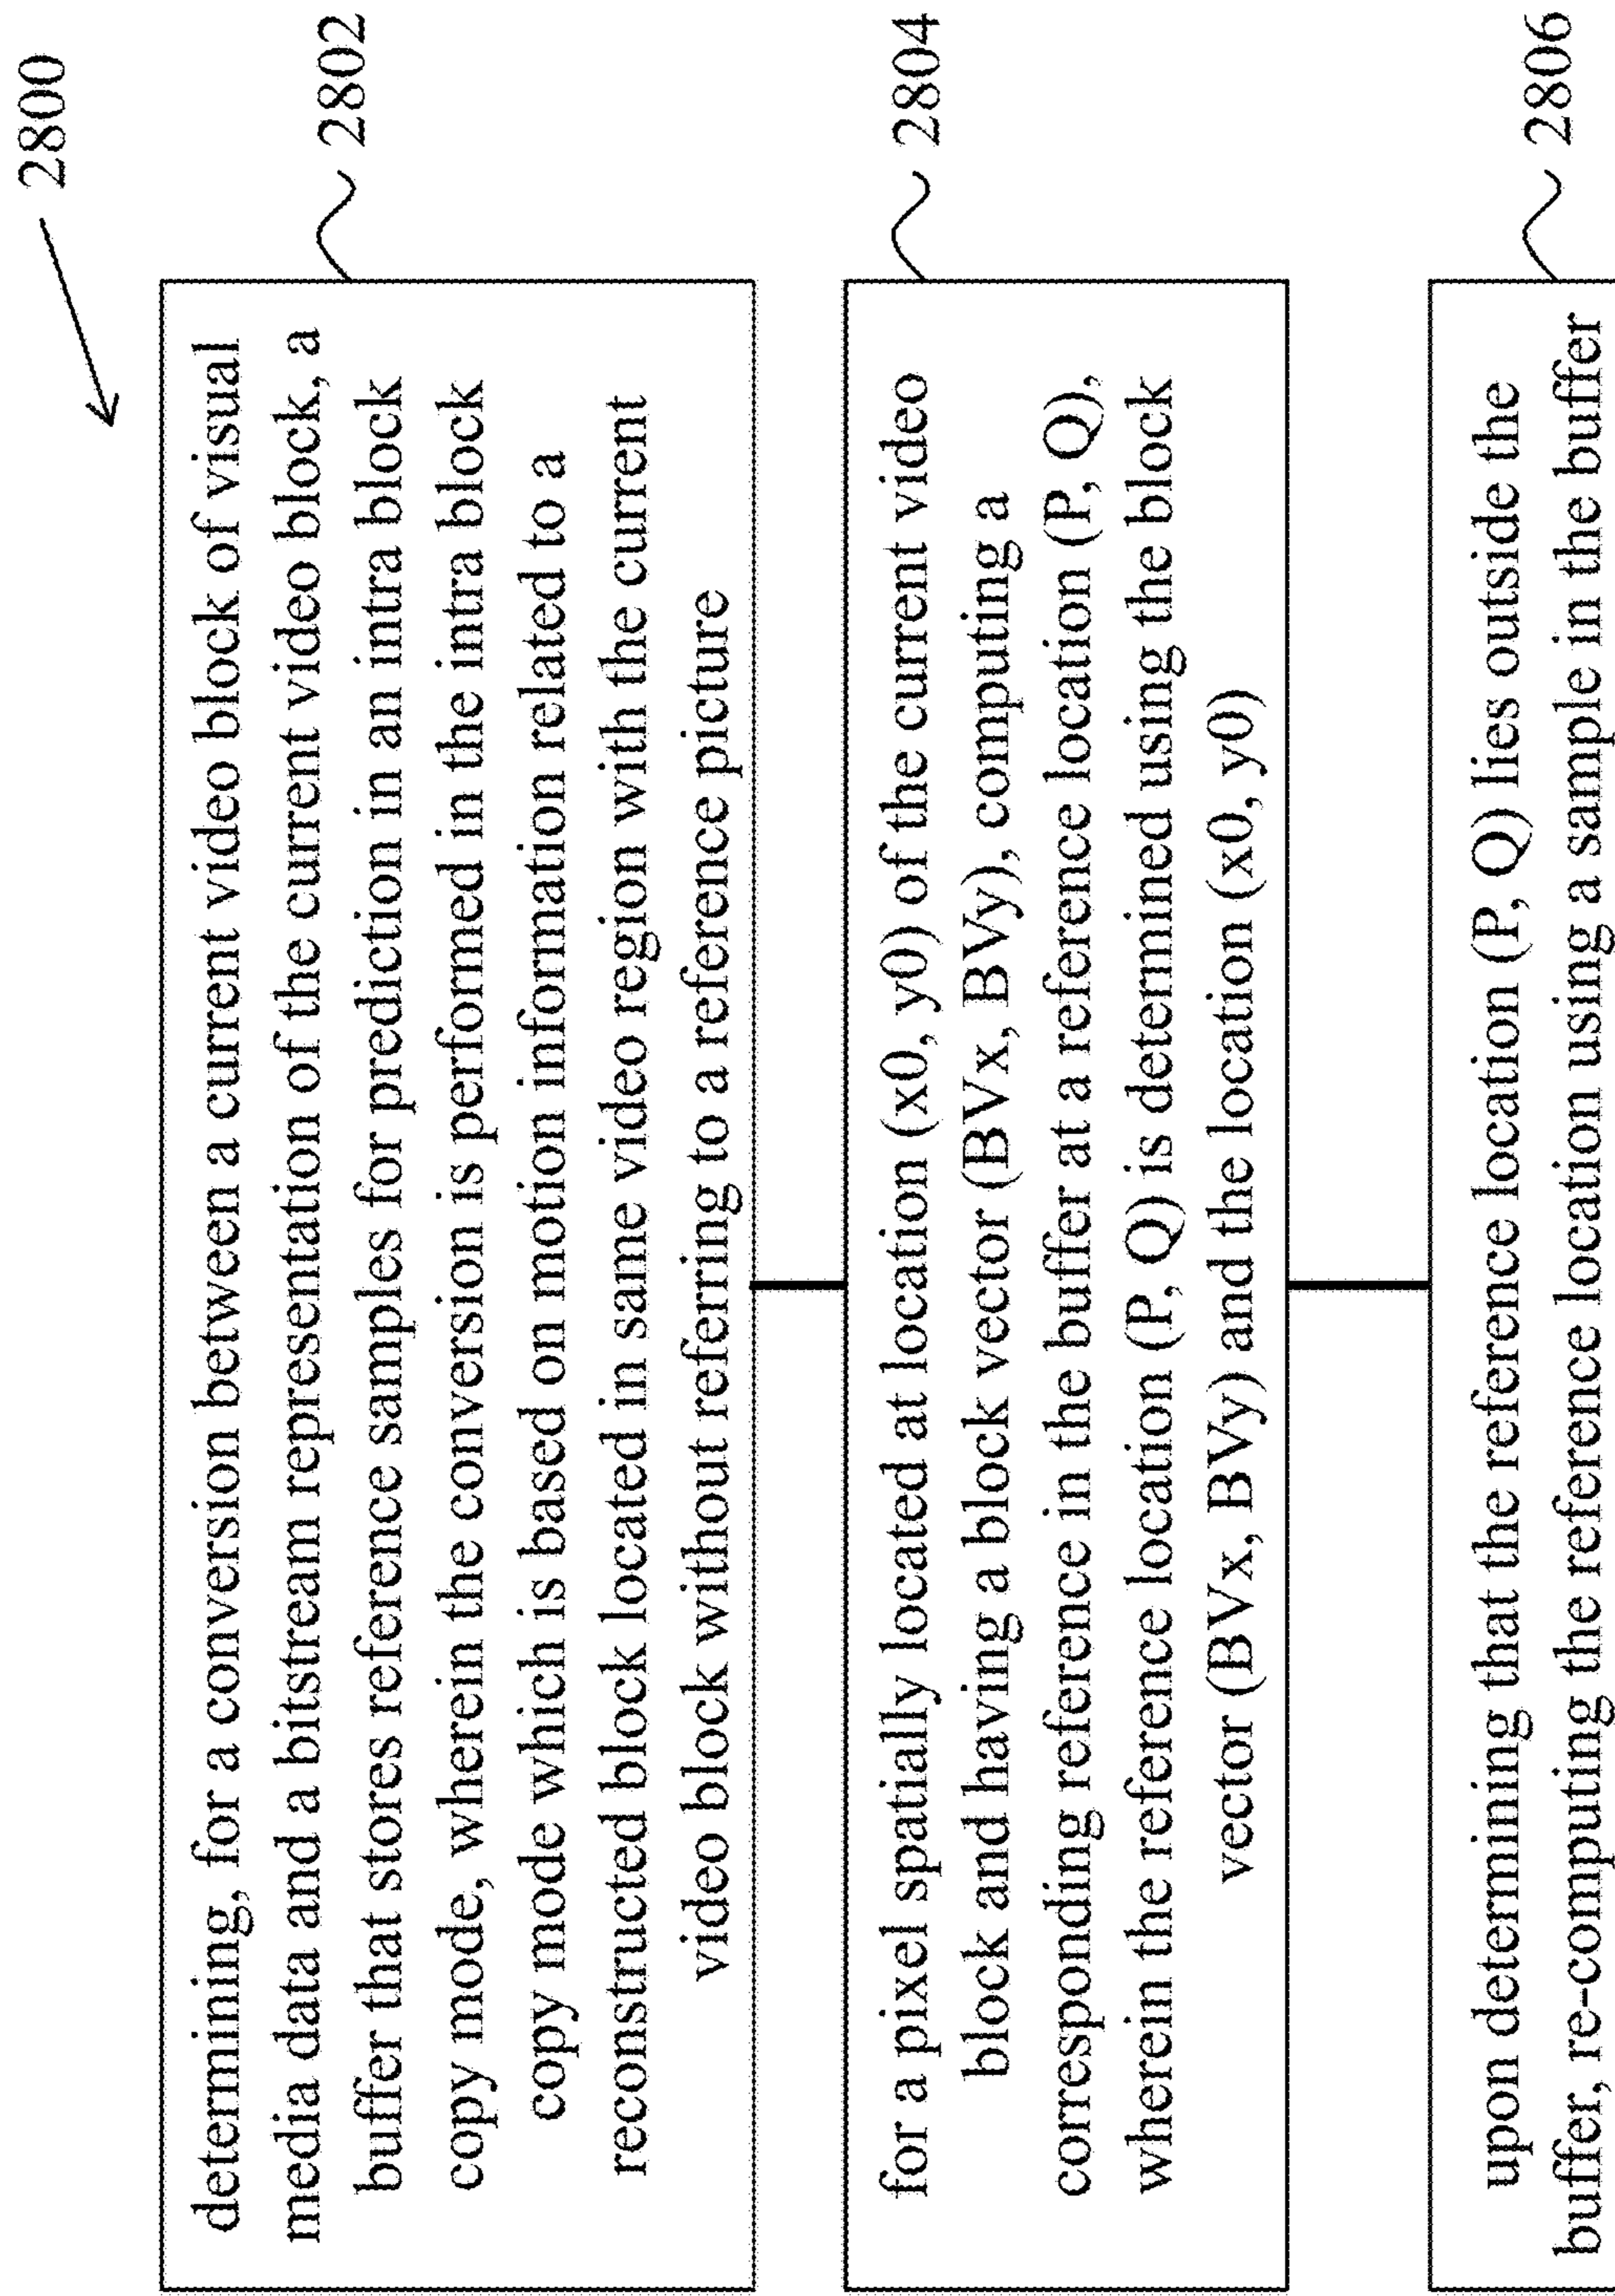 2800
determining, for a conversion between a current video block of visual
media data and a bitstream representation of the current video block, a
buffer that stores reference samples for prediction in an intra block
copy mode, wherein the conversion is performed in the intra block
copy mode which is based on motion information related to a
reconstructed block located in same video region with the current
video block without referring to a reference picture
2802
for a pixel spatially located at location (x0, y0) of the current video
block and having a block vector (BVx, BVy), computing a
corresponding reference in the buffer at a reference location (P, Q),
wherein the reference location (P, Q) is determined using the block
vector (BVx, BVy) and the location (x0, y0)
2804
upon determining that the reference location (P, Q) lies outside the
buffer, re-computing the reference location using a sample in the buffer
2806